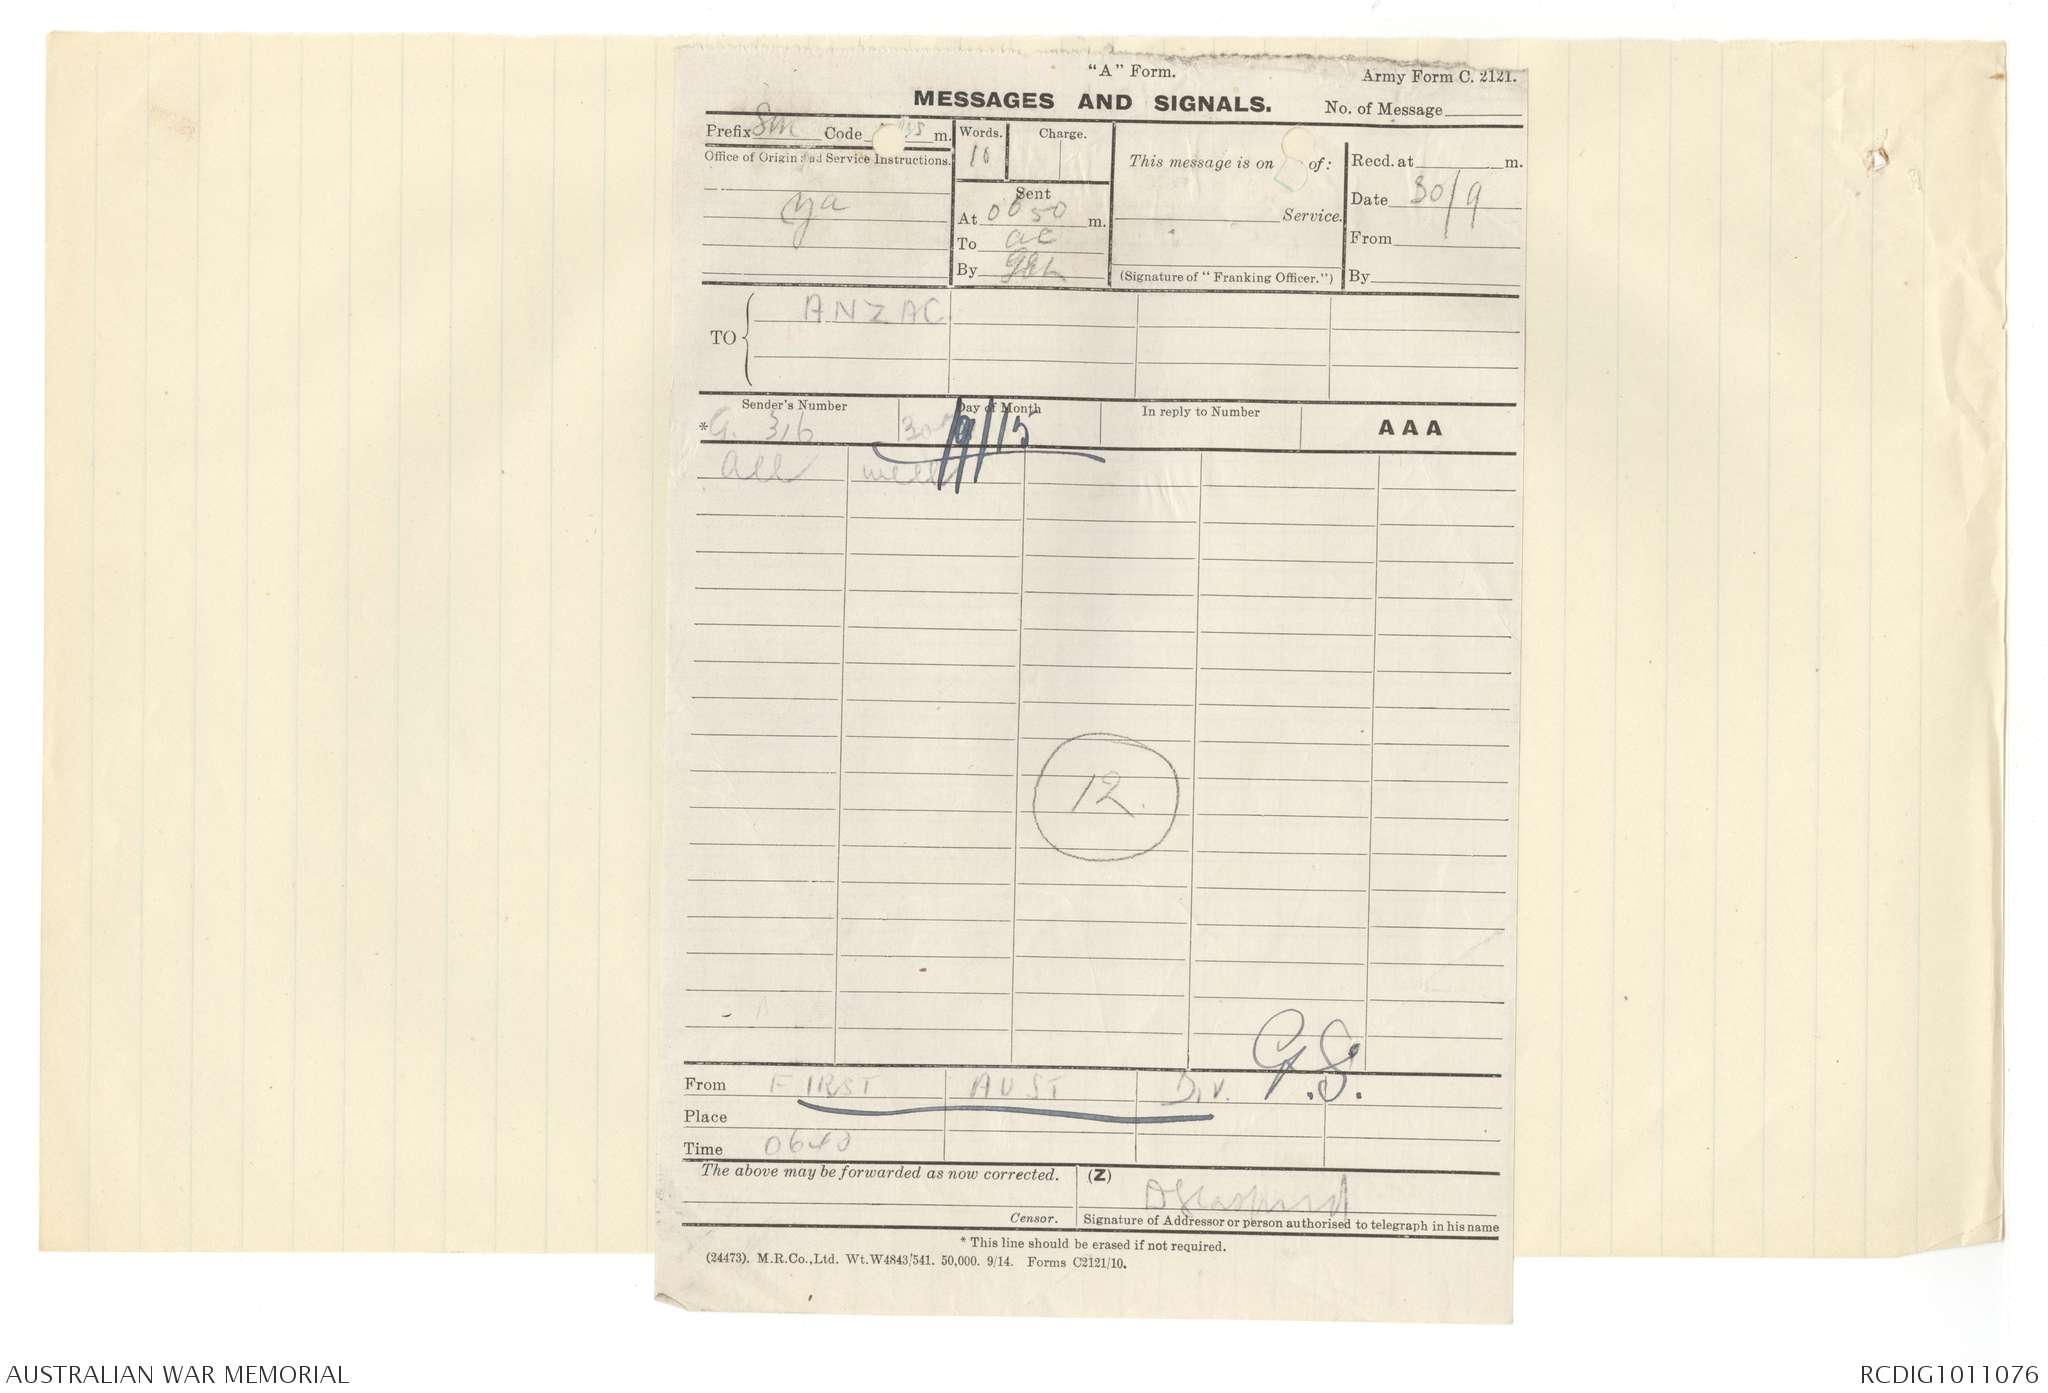 "A" Form.
Army Form C. 2121.
MESSAGES AND SIGNALS.
No. of Message
Prefix Sm Code m.
Words.
Charge.
This message is on of:
Recd. at m.
Office of Origin and Service Instructions.
10
Ya
Sent
At 0650 m.
To ac
By
Service.
(Signature of "Franking Officer.")
Date 30/9
From
By
TO
ANZAC
Sender's Number
Day of Month
In reply to Number
AAA
* G. 316
30th /9/15
All well
12.
G.S.
From FIRST AUST DIV.
Place
Time 0640
The above may be forwarded as now corrected.
(Z)
Censor.
Signature of Addressor or person authorised to telegraph in his name
* This line should be erased if not required.
(24473). M.R.Co.,Ltd. Wt.W4843/541. 50,000. 9/14. Forms C2121/10.
AUSTRALIAN WAR MEMORIAL
RCDIG1011076